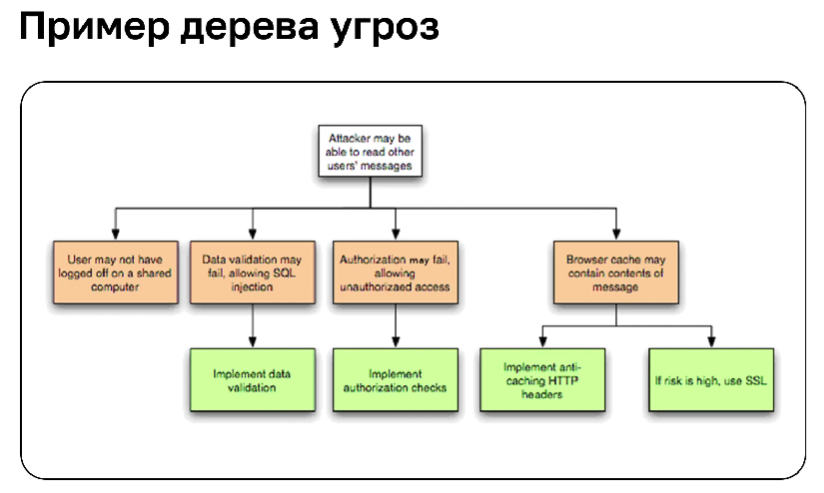 Пример дерева угроз
Attacker may be
able to read other
users' messages
User may not have
logged off on a shared
computer
Data validation may
fail, allowing SQL
injection
Authorization may fail,
allowing
unauthorizaed access
Browser cache may
contain contents of
message
Implement data
validation
Implement
authorization checks
Implement anti-
caching HTTP
headers
If risk is high, use SSL